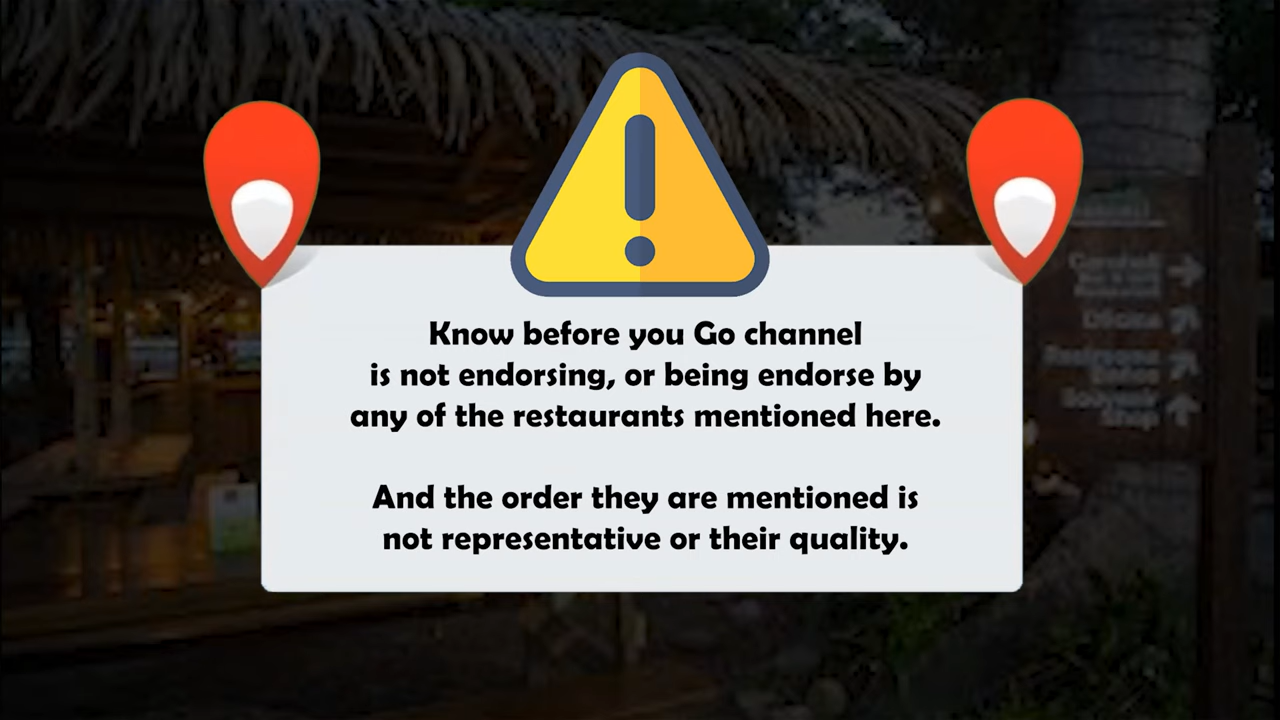 Know before you Go channel
is not endorsing, or being endorse by
any of the restaurants mentioned here.
And the order they are mentioned is
not representative or their quality.